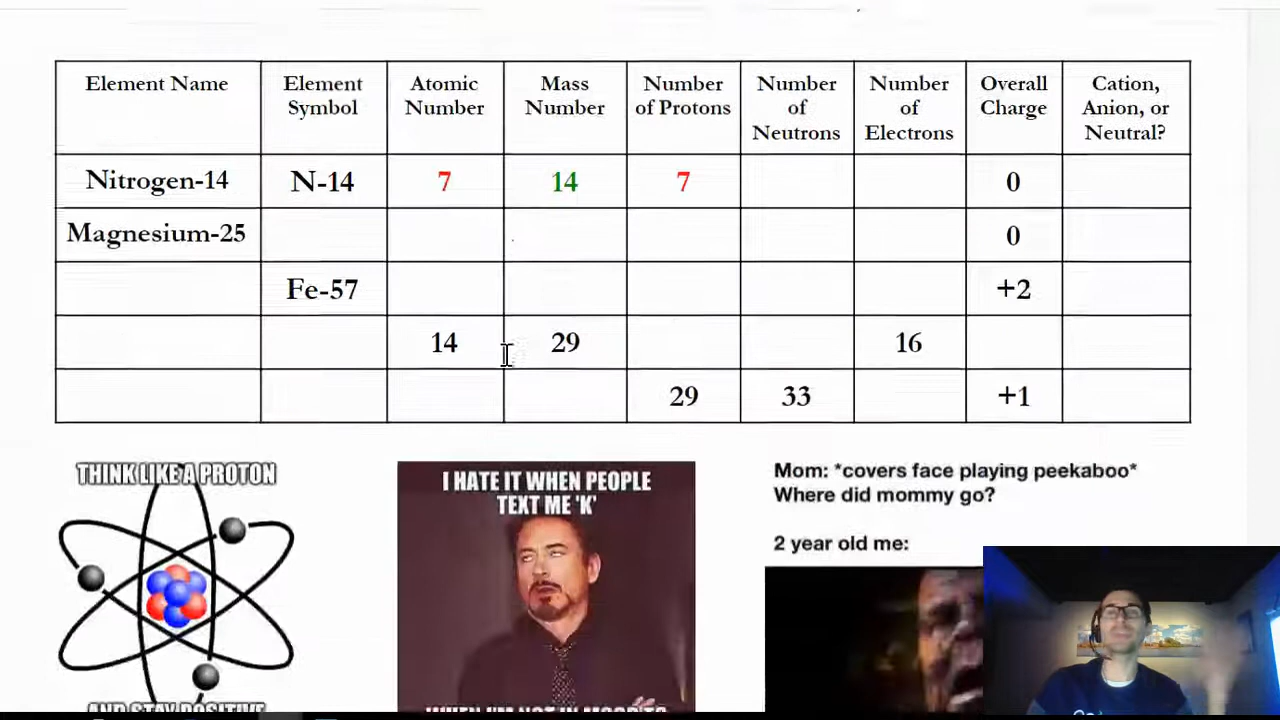 Element Name Element Symbol Atomic Number Mass Number Number of Protons Number of Neutrons Number of Electrons Overall Charge Cation, Anion, or Neutral?
Nitrogen-14 N-14 7 14 7 0
Magnesium-25 0
Fe-57 +2
14 29 16
29 33 +1
THINK LIKE A PROTON
AND STAY POSITIVE
I HATE IT WHEN PEOPLE
TEXT ME 'K'
Mom: *covers face playing peekaboo*
Where did mommy go?
2 year old me: